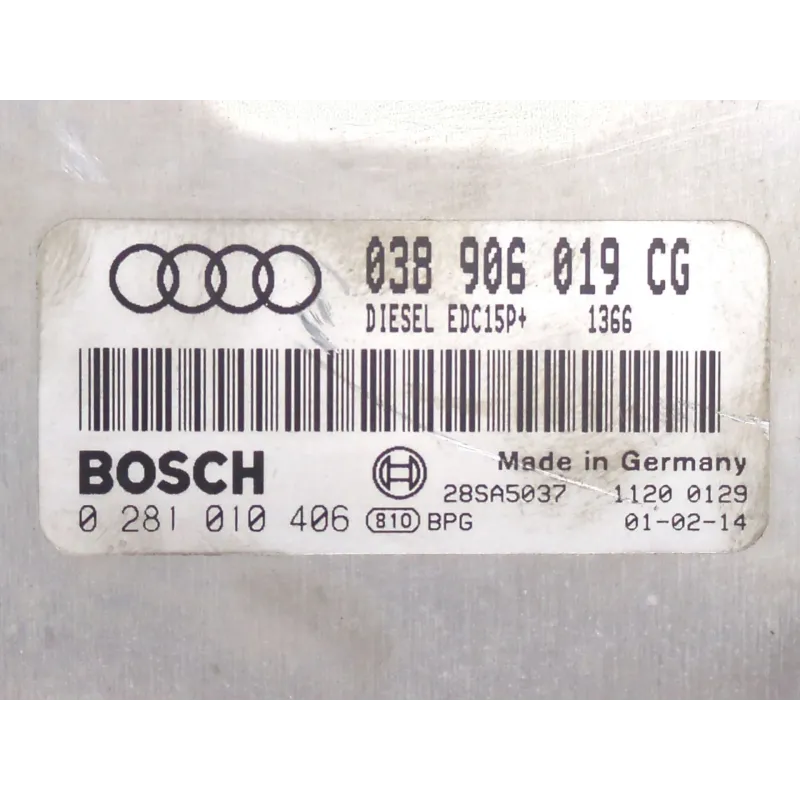 038 906 019 CG
DIESEL EDC15P+ 1366
BOSCH
Made in Germany
28SA5037 1120 0129
0 281 010 406 810 BPG 01-02-14